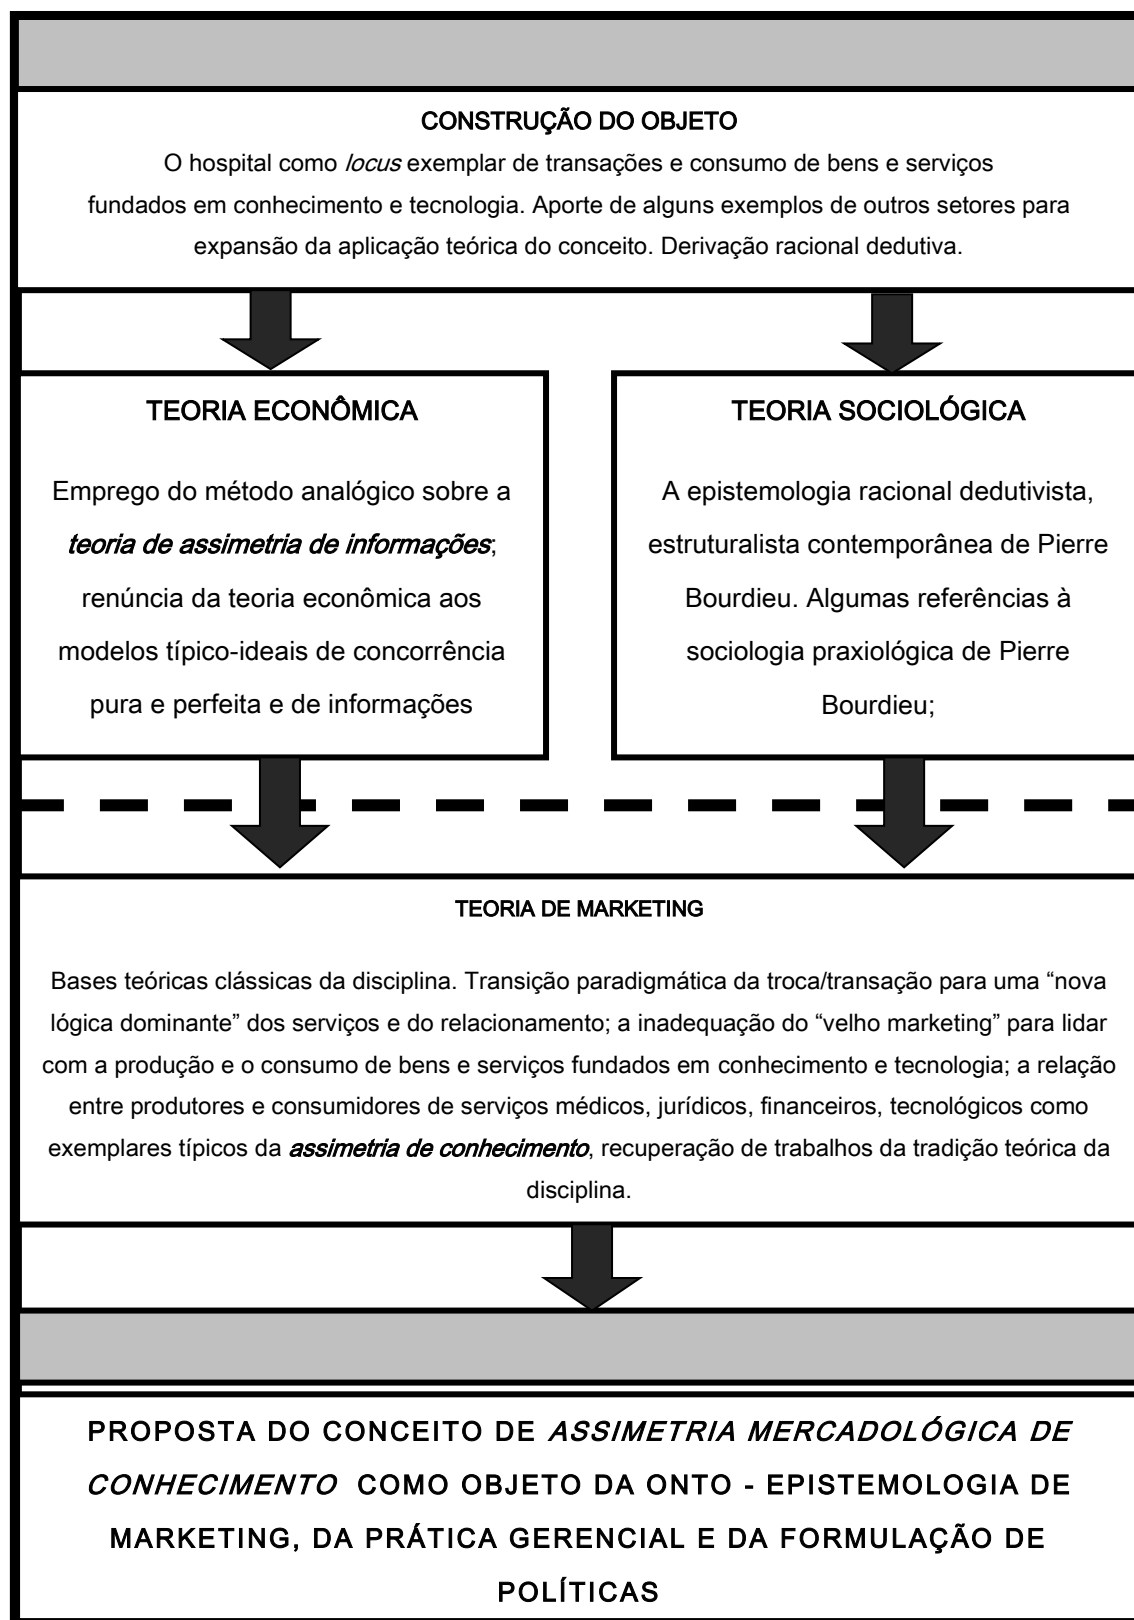 CONSTRUÇÃO DO OBJETO
O hospital como locus exemplar de transações e consumo de bens e serviços
fundados em conhecimento e tecnologia. Aporte de alguns exemplos de outros setores para
expansão da aplicação teórica do conceito. Derivação racional dedutiva.
TEORIA ECONÔMICA
Emprego do método analógico sobre a
teoria de assimetria de informações;
renúncia da teoria econômica aos
modelos típico-ideais de concorrência
pura e perfeita e de informações
TEORIA SOCIOLÓGICA
A epistemologia racional dedutivista,
estruturalista contemporânea de Pierre
Bourdieu. Algumas referências à
sociologia praxiológica de Pierre
Bourdieu;
TEORIA DE MARKETING
Bases teóricas clássicas da disciplina. Transição paradigmática da troca/transação para uma “nova
lógica dominante” dos serviços e do relacionamento; a inadequação do “velho marketing” para lidar
com a produção e o consumo de bens e serviços fundados em conhecimento e tecnologia; a relação
entre produtores e consumidores de serviços médicos, jurídicos, financeiros, tecnológicos como
exemplares típicos da assimetria de conhecimento, recuperação de trabalhos da tradição teórica da
disciplina.
PROPOSTA DO CONCEITO DE ASSIMETRIA MERCADOLÓGICA DE
CONHECIMENTO COMO OBJETO DA ONTO - EPISTEMOLOGIA DE
MARKETING, DA PRÁTICA GERENCIAL E DA FORMULAÇÃO DE
POLÍTICAS